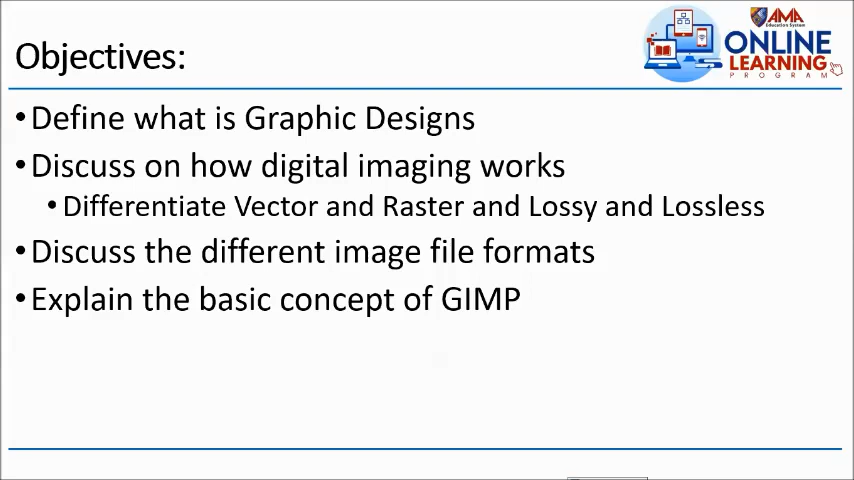 AMA
Education System
ONLINE
LEARNING
PROGRAM
Objectives:
•Define what is Graphic Designs
•Discuss on how digital imaging works
•Differentiate Vector and Raster and Lossy and Lossless
•Discuss the different image file formats
•Explain the basic concept of GIMP